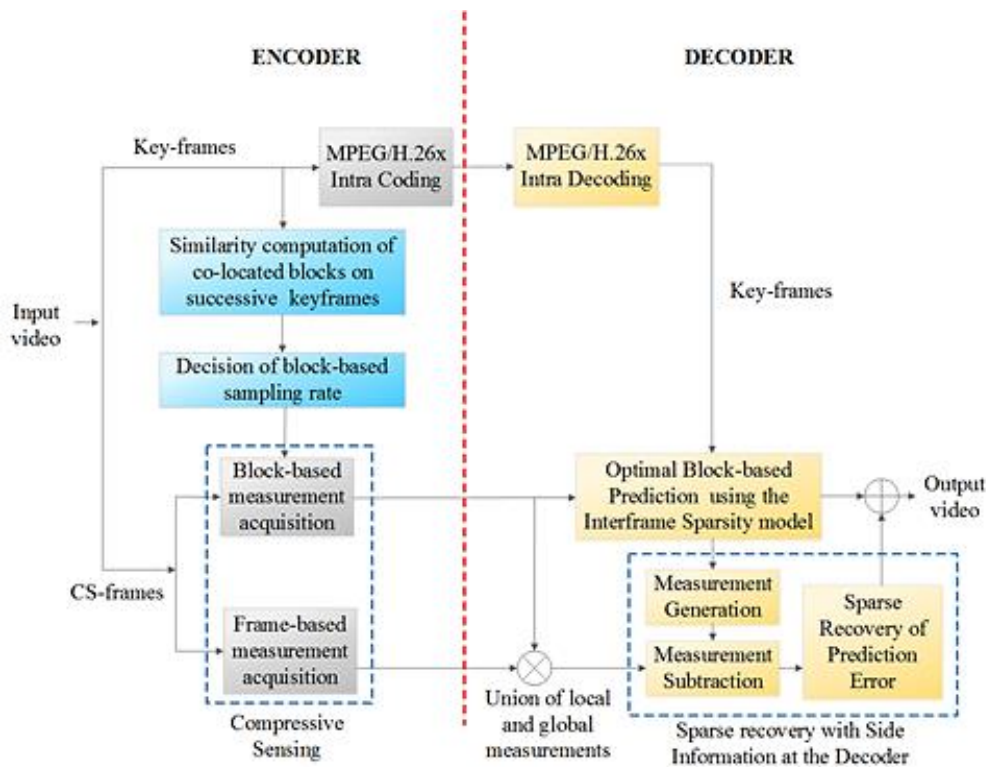 ENCODER
DECODER
Key-frames
MPEG/H.26x
Intra Coding
MPEG/H.26x
Intra Decoding
Similarity computation of
co-located blocks on
successive keyframes
Key-frames
Input
video
Decision of block-based
sampling rate
Block-based
measurement
acquisition
Optimal Block-based
Prediction using the
Interframe Sparsity model
Output
video
CS-frames
Measurement
Generation
Sparse
Recovery of
Prediction
Error
Frame-based
measurement
acquisition
Measurement
Subtraction
Union of local
and global
measurements
Compressive
Sensing
Sparse recovery with Side
Information at the Decoder